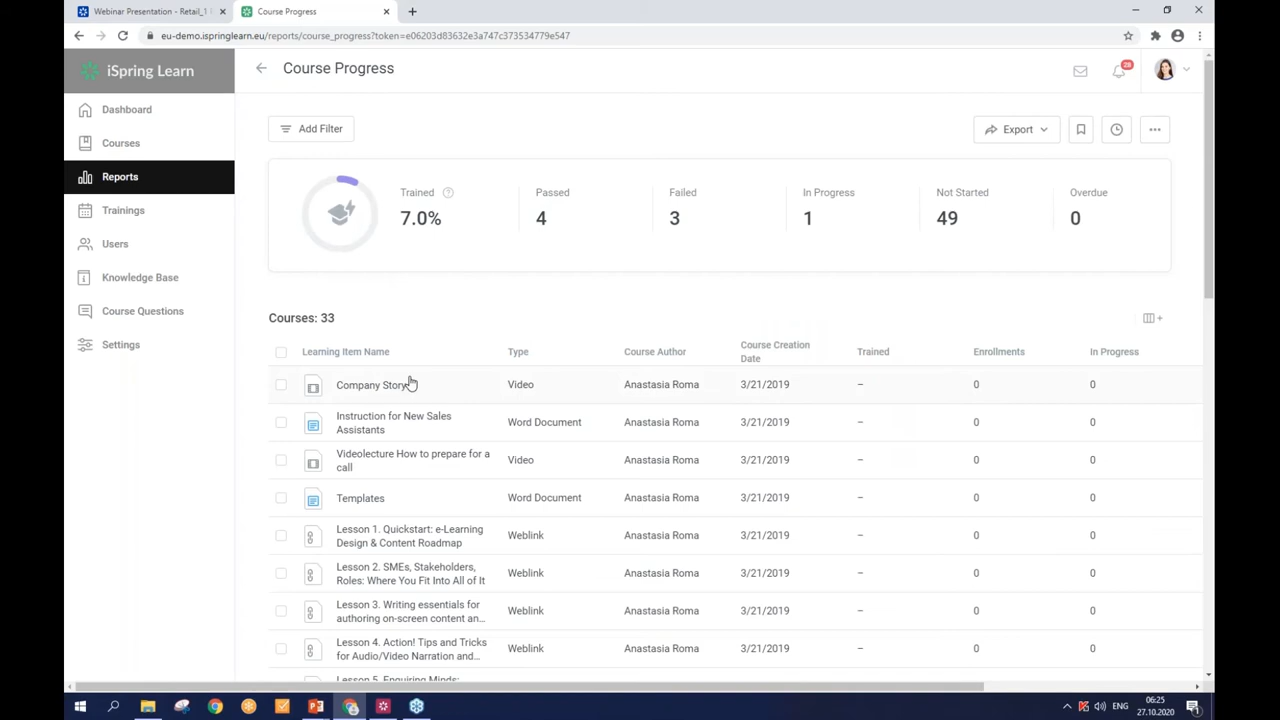 Webinar Presentation - Retail_1
Course Progress
eu-demo.ispringlearn.eu/reports/course_progress?token=e06203d83632e3a747c373534779e547
iSpring Learn
Course Progress
28
Dashboard
Courses
Reports
Trainings
Users
Knowledge Base
Course Questions
Settings
Add Filter
Export
Trained
7.0%
Passed
4
Failed
3
In Progress
1
Not Started
49
Overdue
0
Courses: 33
Learning Item Name Type Course Author Course Creation Date Trained Enrollments In Progress
Company Story Video Anastasia Roma 3/21/2019 – 0 0
Instruction for New Sales
Assistants
Word Document Anastasia Roma 3/21/2019 – 0 0
Videolecture How to prepare for a
call
Video Anastasia Roma 3/21/2019 – 0 0
Templates Word Document Anastasia Roma 3/21/2019 – 0 0
Lesson 1. Quickstart: e-Learning
Design & Content Roadmap
Weblink Anastasia Roma 3/21/2019 – 0 0
Lesson 2. SMEs, Stakeholders,
Roles: Where You Fit Into All of It
Weblink Anastasia Roma 3/21/2019 – 0 0
Lesson 3. Writing essentials for
authoring on-screen content an...
Weblink Anastasia Roma 3/21/2019 – 0 0
Lesson 4. Action! Tips and Tricks
for Audio/Video Narration and...
Weblink Anastasia Roma 3/21/2019 – 0 0
Lesson 5. Enquiring Minds:
ENG
06:25
27.10.2020